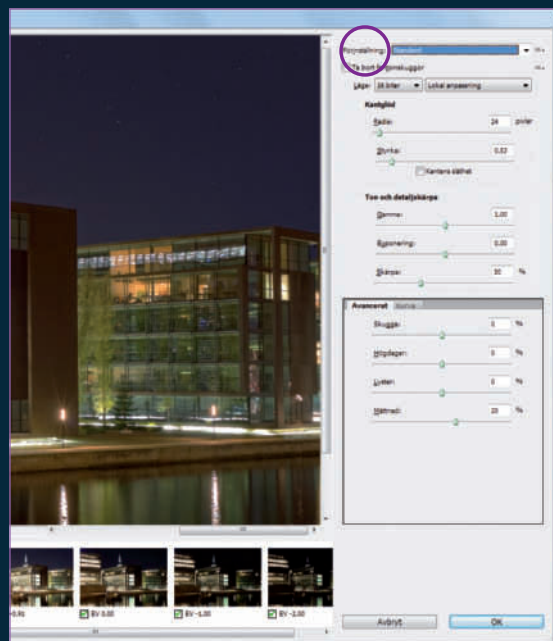 Förinställning: Standard
Ta bort fantomskuggor
Läge: 16 bitar Lokal anpassning
Kantglöd
Radie: 24 pixlar
Styrka: 0,52
Kantens släthet
Ton och detaljskärpa
Gamma: 1,00
Exponering: 0,00
Skärpa: 30 %
Avancerat Kurva
Skugga: 0 %
Högdager: 0 %
Lyster: 0 %
Mättnad: 20 %
EV 0.00
EV -1.00
EV -2.00
Avbryt OK